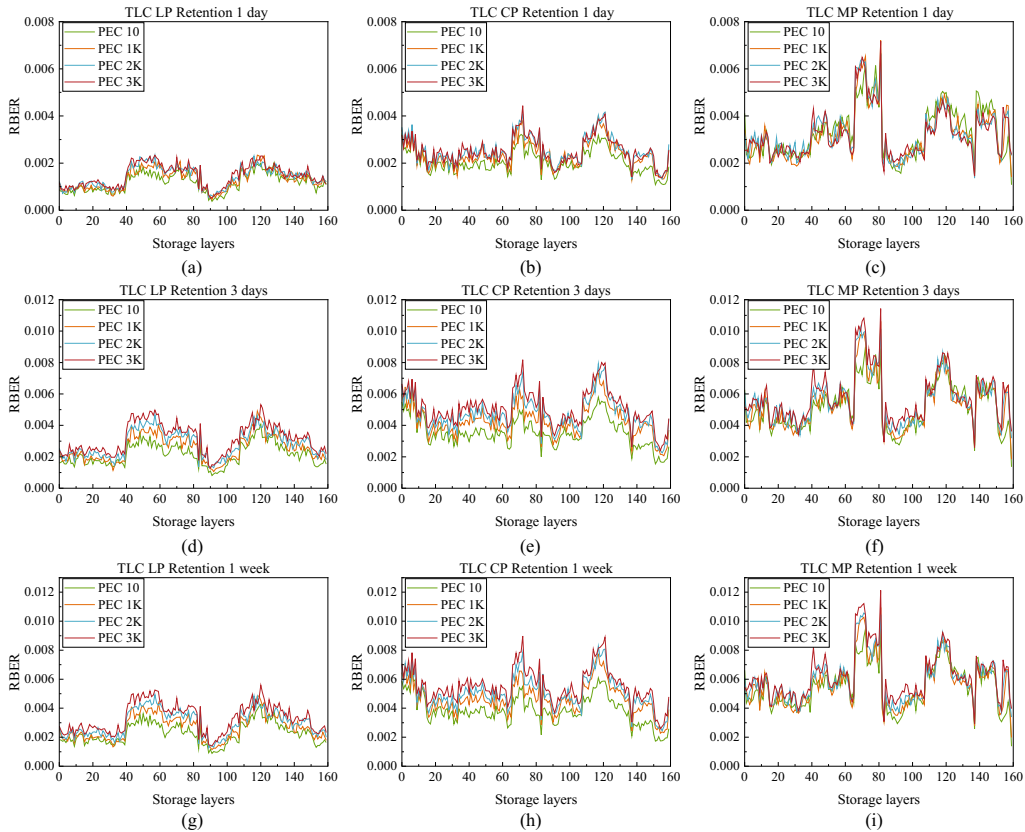 TLC LP Retention 1 day
PEC 10
PEC 1K
PEC 2K
PEC 3K
RBER
0.008
0.006
0.004
0.002
0.000
0 20 40 60 80 100 120 140 160
Storage layers
(a)
TLC CP Retention 1 day
PEC 10
PEC 1K
PEC 2K
PEC 3K
RBER
0.008
0.006
0.004
0.002
0.000
0 20 40 60 80 100 120 140 160
Storage layers
(b)
TLC MP Retention 1 day
PEC 10
PEC 1K
PEC 2K
PEC 3K
RBER
0.008
0.006
0.004
0.002
0.000
0 20 40 60 80 100 120 140 160
Storage layers
(c)
TLC LP Retention 3 days
PEC 10
PEC 1K
PEC 2K
PEC 3K
RBER
0.012
0.010
0.008
0.006
0.004
0.002
0.000
0 20 40 60 80 100 120 140 160
Storage layers
(d)
TLC CP Retention 3 days
PEC 10
PEC 1K
PEC 2K
PEC 3K
RBER
0.012
0.010
0.008
0.006
0.004
0.002
0.000
0 20 40 60 80 100 120 140 160
Storage layers
(e)
TLC MP Retention 3 days
PEC 10
PEC 1K
PEC 2K
PEC 3K
RBER
0.012
0.010
0.008
0.006
0.004
0.002
0.000
0 20 40 60 80 100 120 140 160
Storage layers
(f)
TLC LP Retention 1 week
PEC 10
PEC 1K
PEC 2K
PEC 3K
RBER
0.012
0.010
0.008
0.006
0.004
0.002
0.000
0 20 40 60 80 100 120 140 160
Storage layers
(g)
TLC CP Retention 1 week
PEC 10
PEC 1K
PEC 2K
PEC 3K
RBER
0.012
0.010
0.008
0.006
0.004
0.002
0.000
0 20 40 60 80 100 120 140 160
Storage layers
(h)
TLC MP Retention 1 week
PEC 10
PEC 1K
PEC 2K
PEC 3K
RBER
0.012
0.010
0.008
0.006
0.004
0.002
0.000
0 20 40 60 80 100 120 140 160
Storage layers
(i)